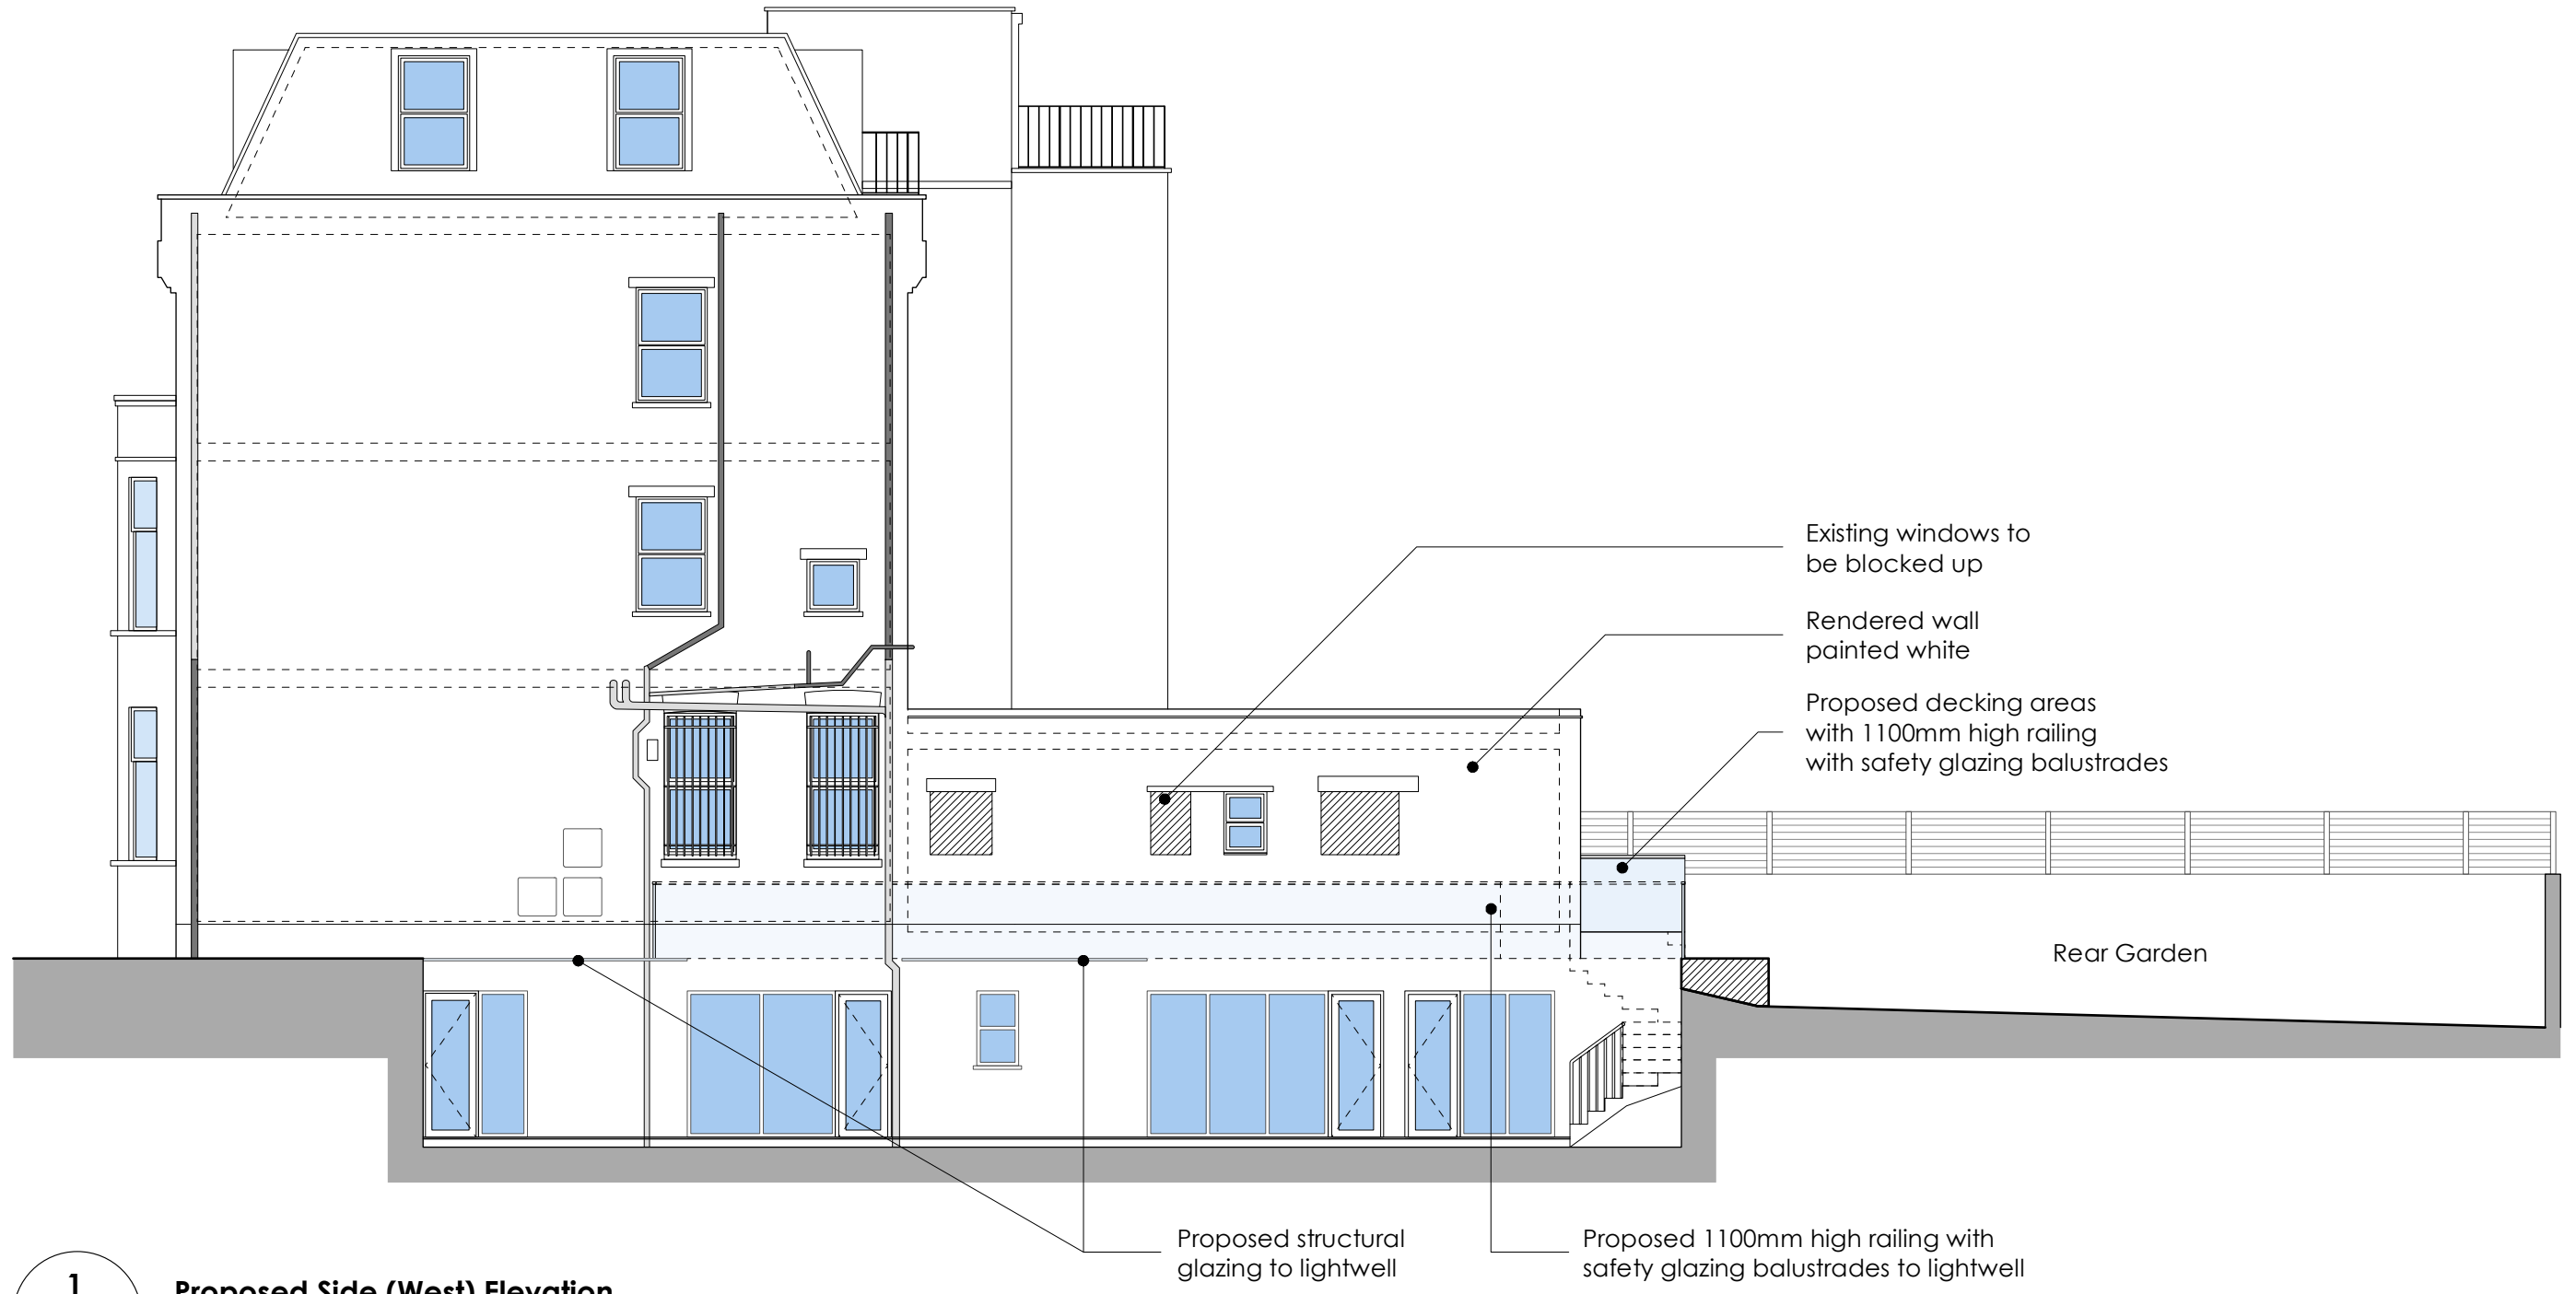 Existing windows to
be blocked up
Rendered wall
painted white
Proposed decking areas
with 1100mm high railing
with safety glazing balustrades
Rear Garden
Proposed structural
glazing to lightwell
Proposed 1100mm high railing with
safety glazing balustrades to lightwell
1
Proposed Side (West) Elevation